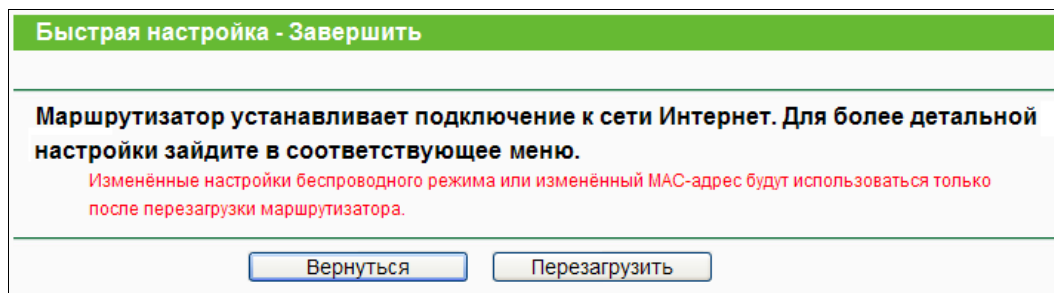 Быстрая настройка - Завершить
Маршрутизатор устанавливает подключение к сети Интернет. Для более детальной
настройки зайдите в соответствующее меню.
Изменённые настройки беспроводного режима или изменённый МАС-адрес будут использоваться только
после перезагрузки маршрутизатора.
Вернуться Перезагрузить